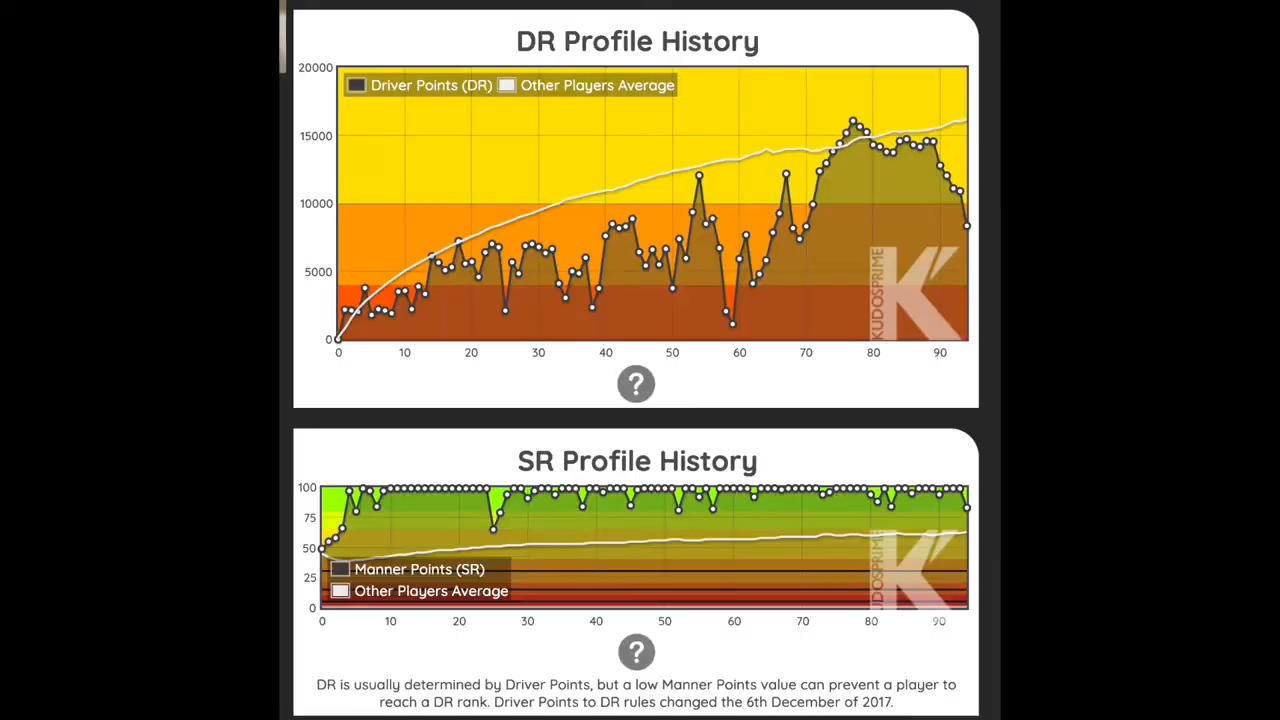 DR Profile History
20000
Driver Points (DR) Other Players Average
15000
10000
5000
0
0 10 20 30 40 50 60 70 80 90
KUDOSPRIME
K
?
SR Profile History
100
75
50
25
0
Manner Points (SR)
Other Players Average
KUDOSPRIME
K
0 10 20 30 40 50 60 70 80 90
?
DR is usually determined by Driver Points, but a low Manner Points value can prevent a player to
reach a DR rank. Driver Points to DR rules changed the 6th December of 2017.